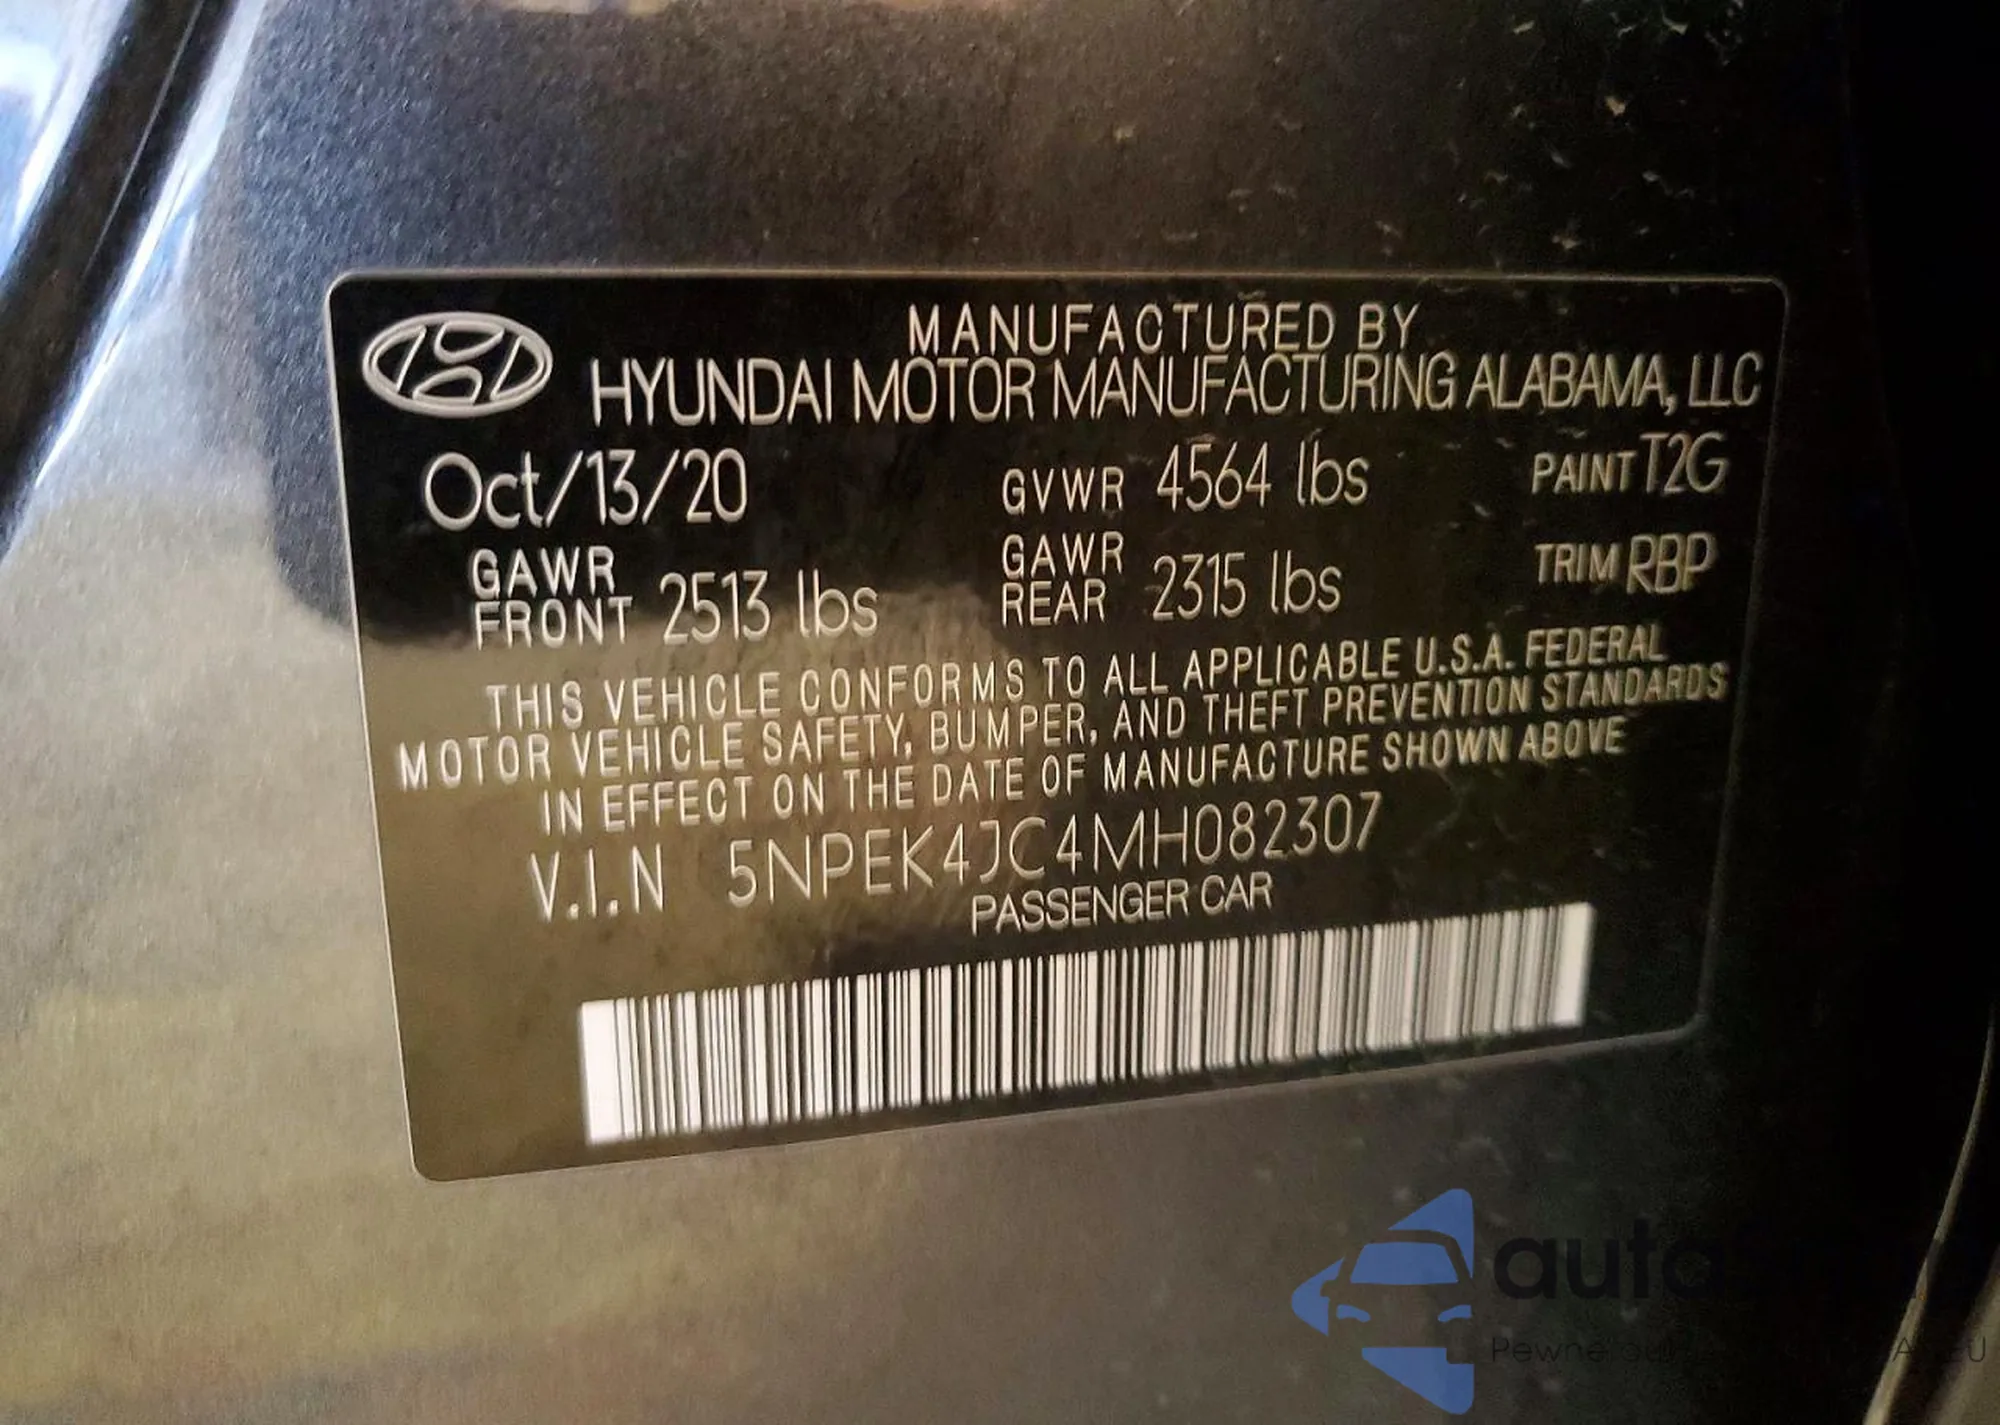 MANUFACTURED BY
HYUNDAI MOTOR MANUFACTURING ALABAMA, LLC
Oct/13/20 GVWR 4564 lbs PAINT T2G
GAWR FRONT 2513 lbs GAWR REAR 2315 lbs TRIM RBP
THIS VEHICLE CONFORMS TO ALL APPLICABLE U.S.A. FEDERAL
MOTOR VEHICLE SAFETY, BUMPER, AND THEFT PREVENTION STANDARDS
IN EFFECT ON THE DATE OF MANUFACTURE SHOWN ABOVE
V.I.N 5NPEK4JC4MH082307
PASSENGER CAR